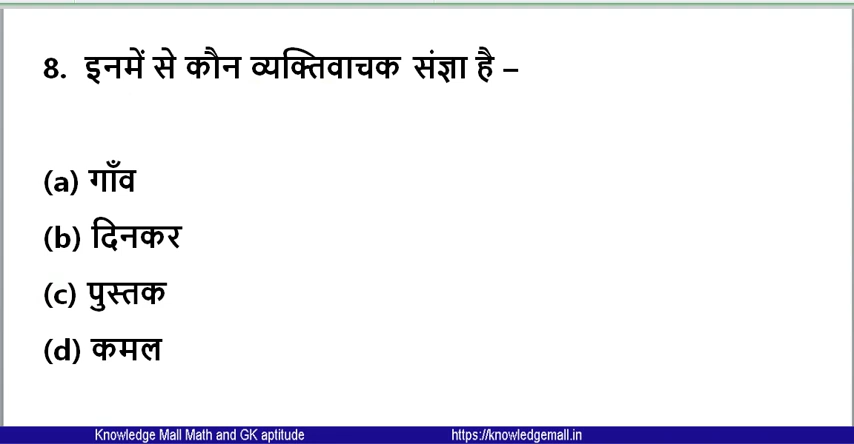 8. इनमें से कौन व्यक्तिवाचक संज्ञा है –
(a) गाँव
(b) दिनकर
(c) पुस्तक
(d) कमल
Knowledge Mall Math and GK aptitude https://knowledgemall.in